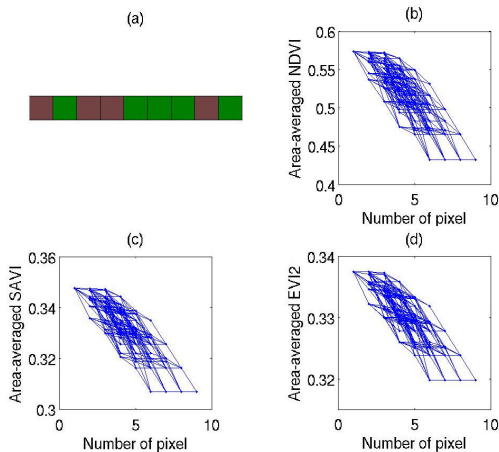 (a)
(b)
Area-averaged NDVI
0.6
0.55
0.5
0.45
0.4
0 5 10
Number of pixel
(c)
Area-averaged SAVI
0.36
0.34
0.32
0.3
0 5 10
Number of pixel
(d)
Area-averaged EVI2
0.34
0.33
0.32
0 5 10
Number of pixel